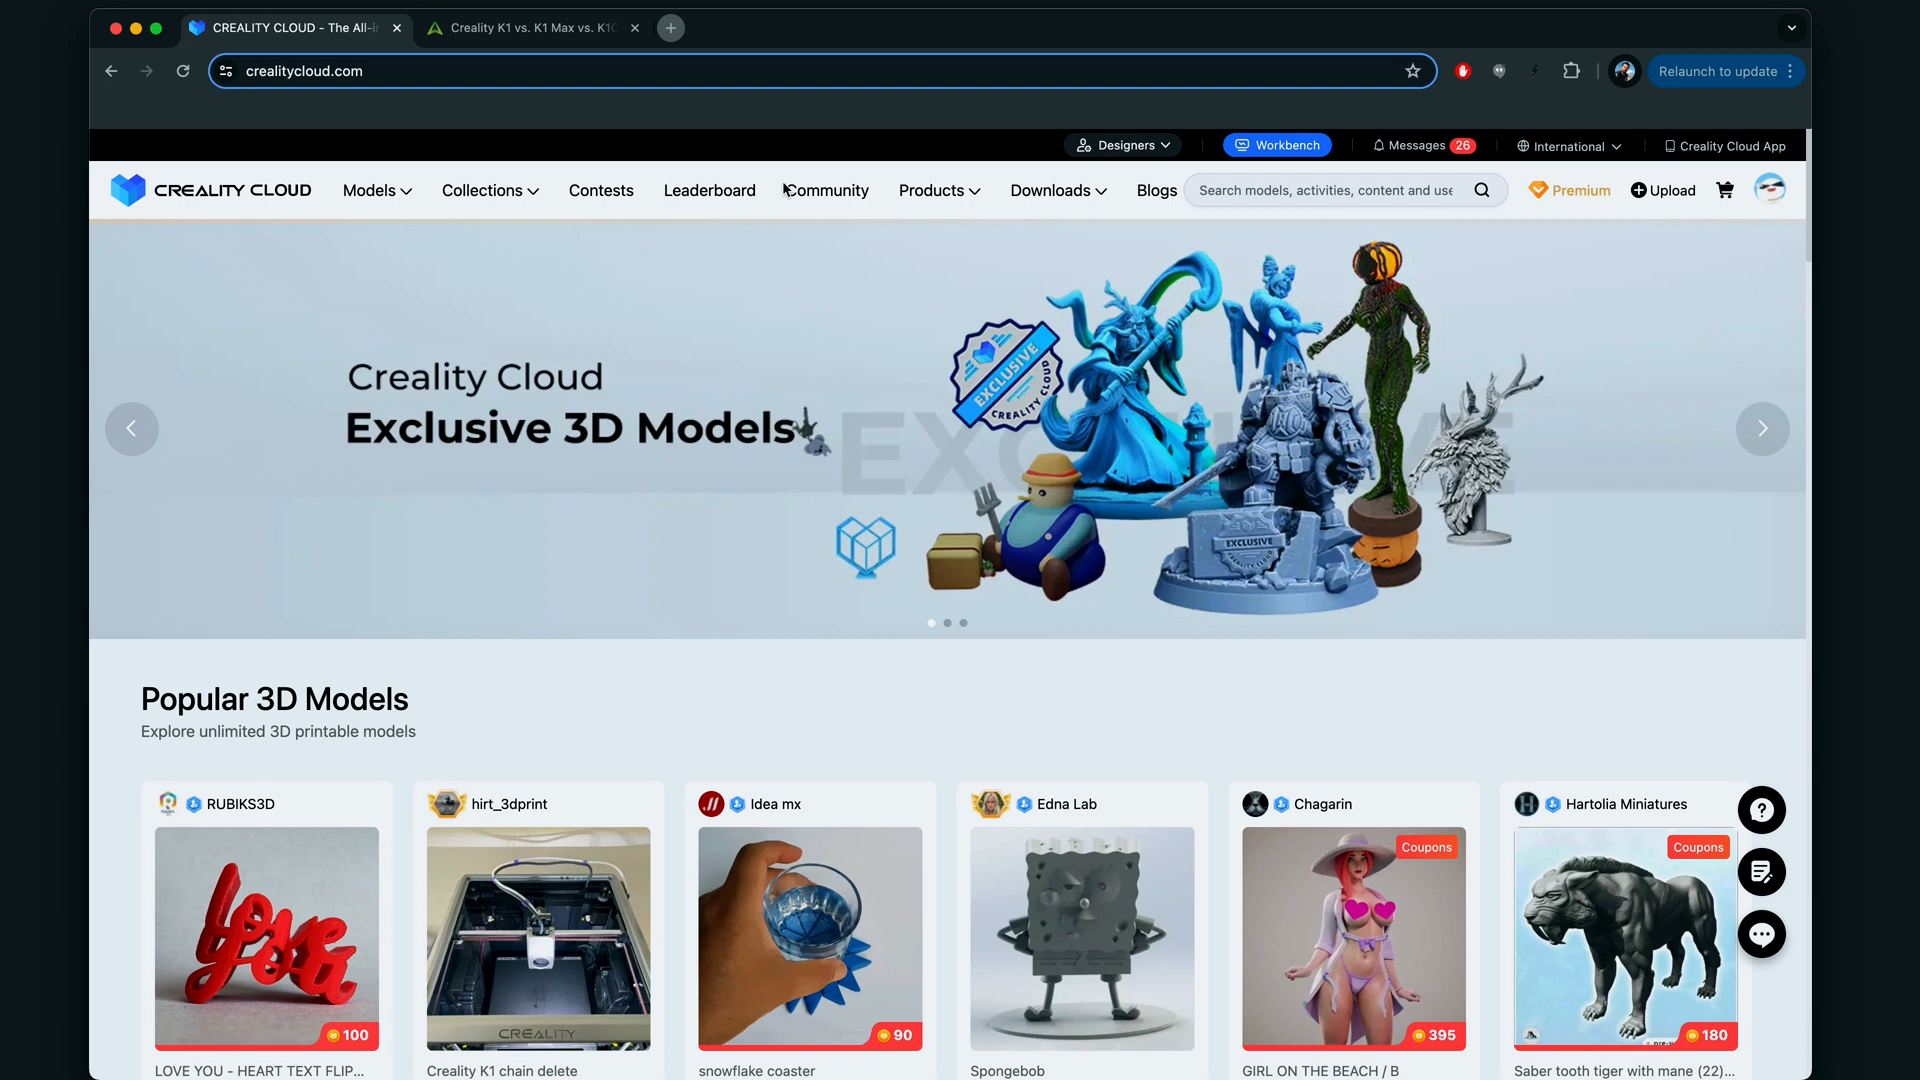 CREALITY CLOUD - The All-i
Creality K1 vs. K1 Max vs. K1C
crealitycloud.com
Relaunch to update
Designers
Workbench
Messages 26
International
Creality Cloud App
CREALITY CLOUD
Models
Collections
Contests
Leaderboard
Community
Products
Downloads
Blogs
Search models, activities, content and use
Premium
Upload
Creality Cloud
Exclusive 3D Models
EXCLUSIVE
CREALITY CLOUD
EXCLUSIVE
Popular 3D Models
Explore unlimited 3D printable models
RUBIKS3D
hirt_3dprint
Idea mx
Edna Lab
Chagarin
Hartolia Miniatures
Coupons
Coupons
CREALITY
100
90
395
180
LOVE YOU - HEART TEXT FLIP...
Creality K1 chain delete
snowflake coaster
Spongebob
GIRL ON THE BEACH / B
Saber tooth tiger with mane (22)...